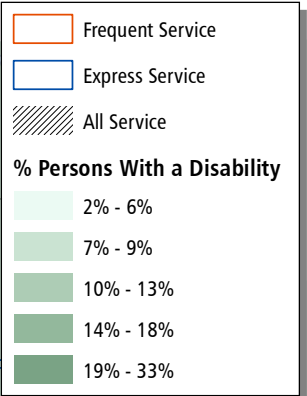 Frequent Service
Express Service
All Service
% Persons With a Disability
2% - 6%
7% - 9%
10% - 13%
14% - 18%
19% - 33%